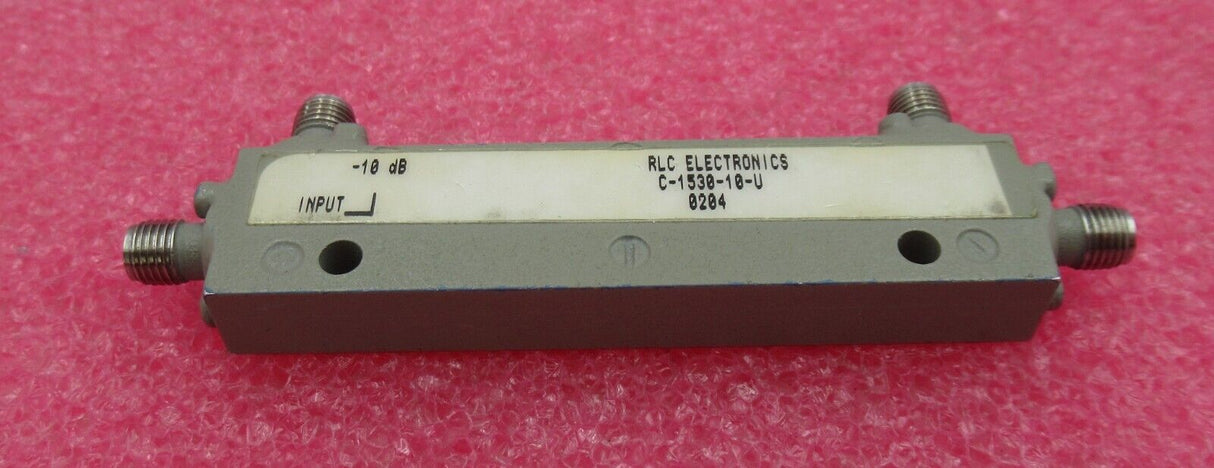 -10 dB
INPUT
RLC ELECTRONICS
C-1530-10-U
0204